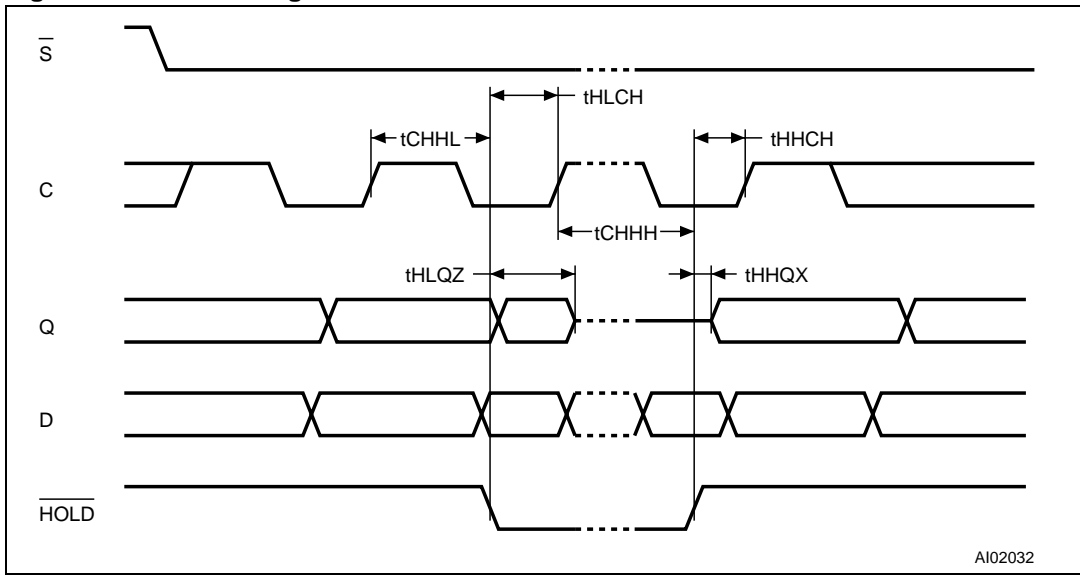 S
tHLCH
tCHHL
tHHCH
C
tCHHH
tHLQZ
tHHQX
Q
D
HOLD
AI02032